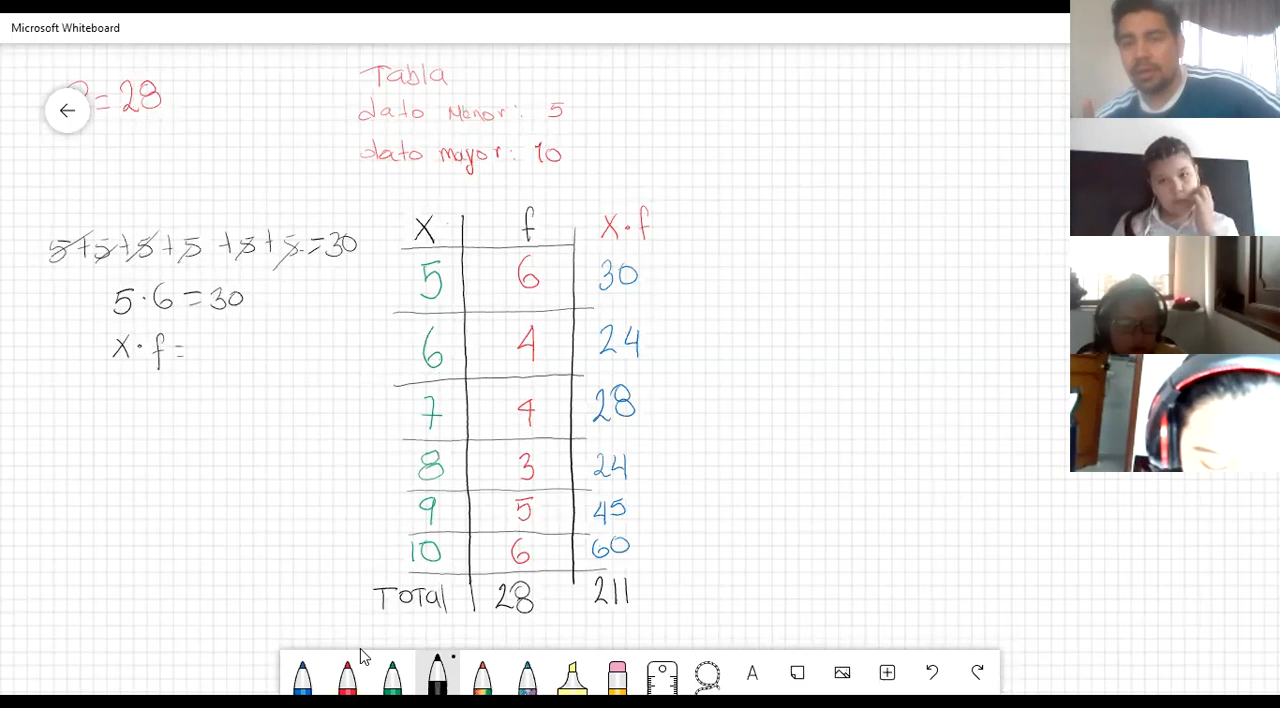 Microsoft Whiteboard
= 28
Tabla
dato Menor: 5
dato mayor: 10
5+5+5+5+5+5=30
5·6=30
X·f=
X f X·f
5 6 30
6 4 24
7 4 28
8 3 24
9 5 45
10 6 60
Total 28 211
A